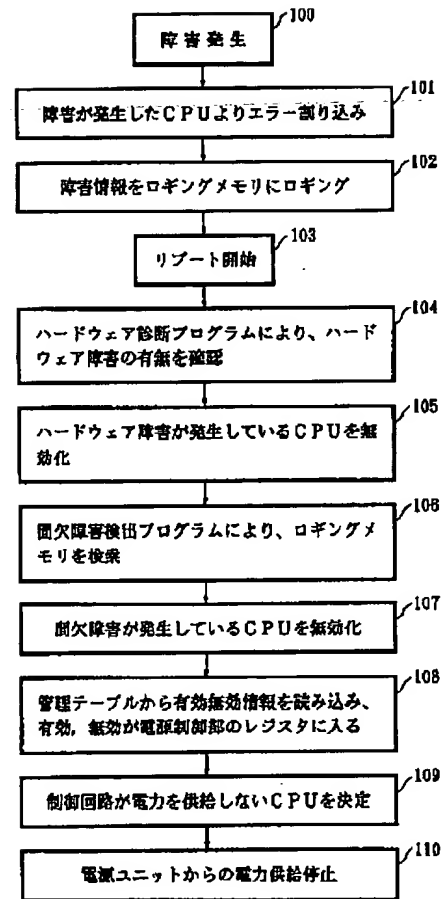 100
障害発生
101
障害が発生したCPUよりエラー割り込み
102
障害情報をロギングメモリにロギング
103
リブート開始
104
ハードウェア診断プログラムにより、ハード
ウェア障害の有無を確認
105
ハードウェア障害が発生しているCPUを無
効化
106
間欠障害検出プログラムにより、ロギングメ
モリを検索
107
間欠障害が発生しているCPUを無効化
108
管理テーブルから有効無効情報を読み込み、
有効,無効が電源制御部のレジスタに入る
109
制御回路が電力を供給しないCPUを決定
110
電源ユニットからの電力供給停止